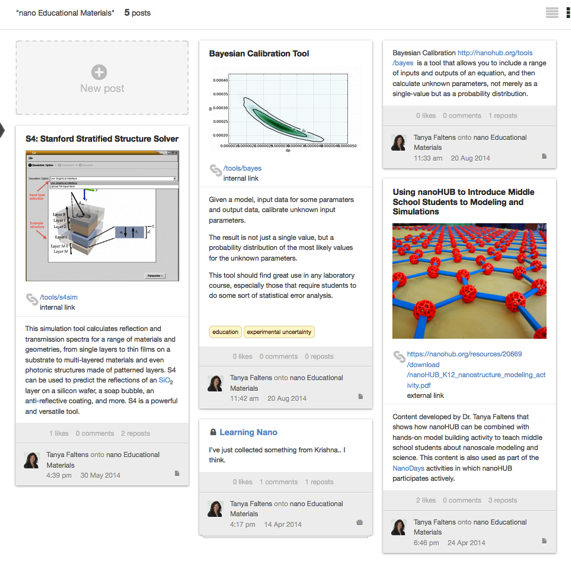 "nano Educational Materials" 5 posts
New post
S4: Stanford Stratified Structure Solver
/tools/s4sim
internal link
This simulation tool calculates reflection and
transmission spectra for a range of materials and
geometries, from single layers to thin films on a
substrate to multi-layered materials and even
photonic structures made of patterned layers. S4
can be used to predict the reflections of an SiO2
layer on a silicon wafer, a soap bubble, an
anti-reflective coating, and more. S4 is a powerful
and versatile tool.
1 likes 0 comments 2 reposts
Tanya Faltens onto nano Educational
Materials
4:39 pm 30 May 2014
Bayesian Calibration Tool
/tools/bayes
internal link
Given a model, input data for some paramaters
and output data, calibrate unknown input
parameters.
The result is not just a single value, but a
probability distribution of the most likely values
for the unknown parameters.
This tool should find great use in any laboratory
course, especially those that require students to
do some sort of statistical error analysis.
education experimental uncertainty
0 likes 0 comments 0 reposts
Tanya Faltens onto nano Educational
Materials
11:42 am 20 Aug 2014
Learning Nano
I've just collected something from Krishna.. I
think.
0 likes 1 comments 1 reposts
Tanya Faltens onto nano Educational
Materials
4:17 pm 14 Apr 2014
Bayesian Calibration http://nanohub.org/tools
/bayes is a tool that allows you to include a range
of inputs and outputs of an equation, and then
calculate unknown parameters, not merely as a
single-value but as a probability distribution.
0 likes 0 comments 1 reposts
Tanya Faltens onto nano Educational
Materials
11:33 am 20 Aug 2014
Using nanoHUB to Introduce Middle
School Students to Modeling and
Simulations
https://nanohub.org/resources/20669
/download
/nanoHUB_K12_nanostructure_modeling_act
ivity.pdf
external link
Content developed by Dr. Tanya Faltens that
shows how nanoHUB can be combined with
hands-on model building activity to teach middle
school students about nanoscale modeling and
science. This content is also used as part of the
NanoDays activities in which nanoHUB
participates actively.
2 likes 0 comments 3 reposts
Tanya Faltens onto nano Educational
Materials
6:46 pm 24 Apr 2014